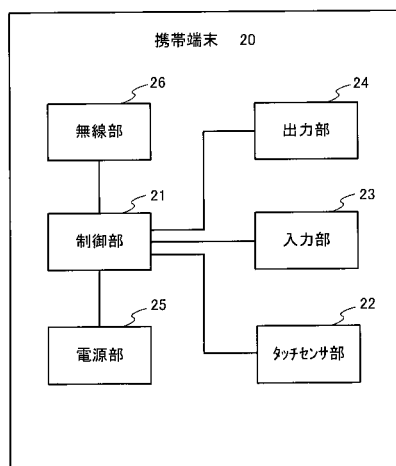 携帯端末 20
26
無線部
24
出力部
21
制御部
23
入力部
25
電源部
22
タッチセンサ部